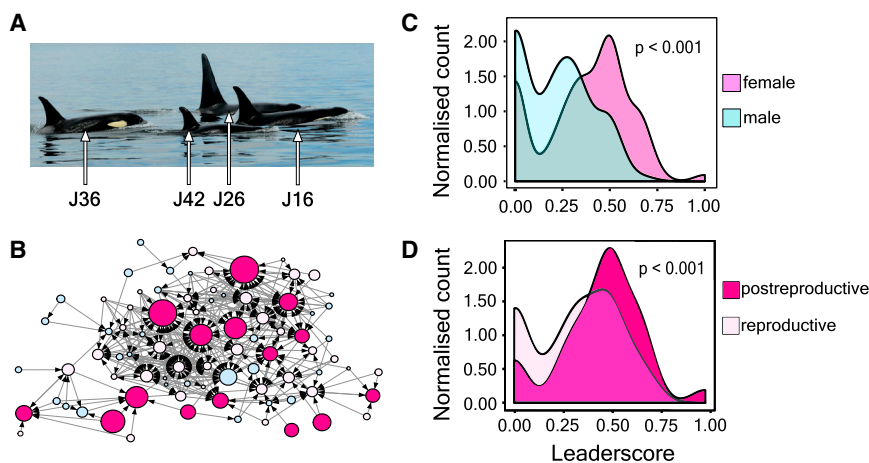 A
J36
J42
J26
J16
B
C
Normalised count
2.00
1.50
1.00
0.50
0.00
p < 0.001
0.00
0.25
0.50
0.75
1.00
female
male
D
Normalised count
2.00
1.50
1.00
0.50
0.00
p < 0.001
0.00
0.25
0.50
0.75
1.00
Leaderscore
postreproductive
reproductive